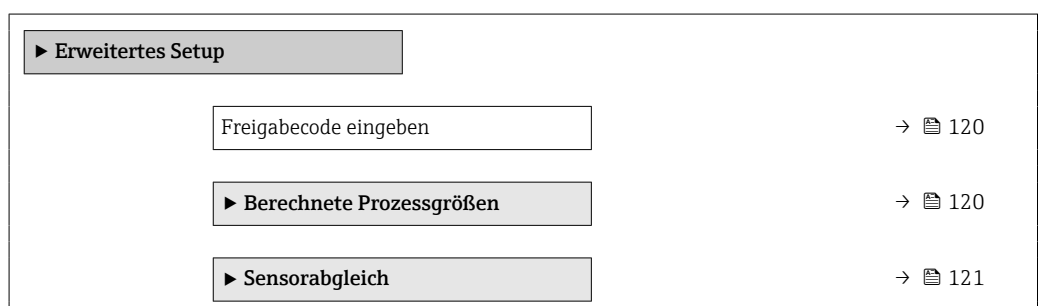 ▶ Erweitertes Setup
Freigabecode eingeben → 120
▶ Berechnete Prozessgrößen → 120
▶ Sensorabgleich → 121